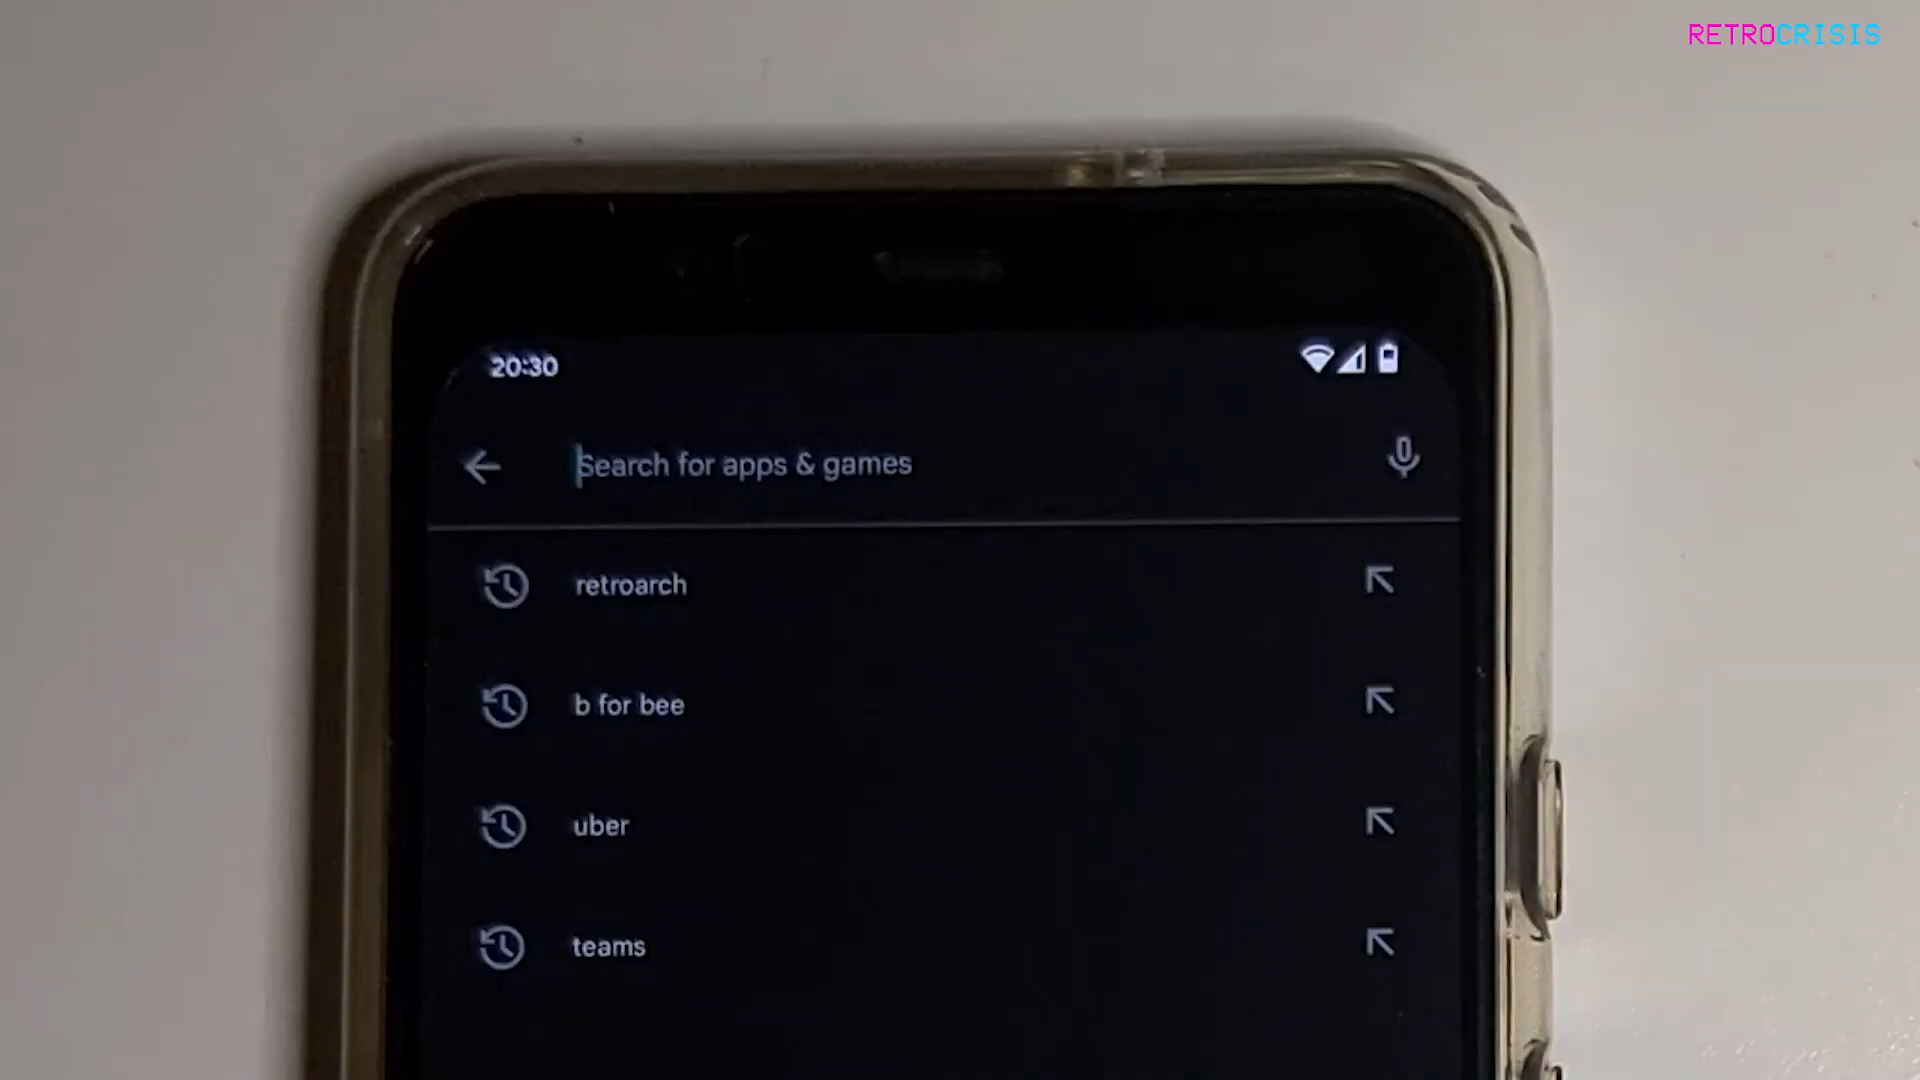 RETROCRISIS
20:30
Search for apps & games
retroarch
b for bee
uber
teams